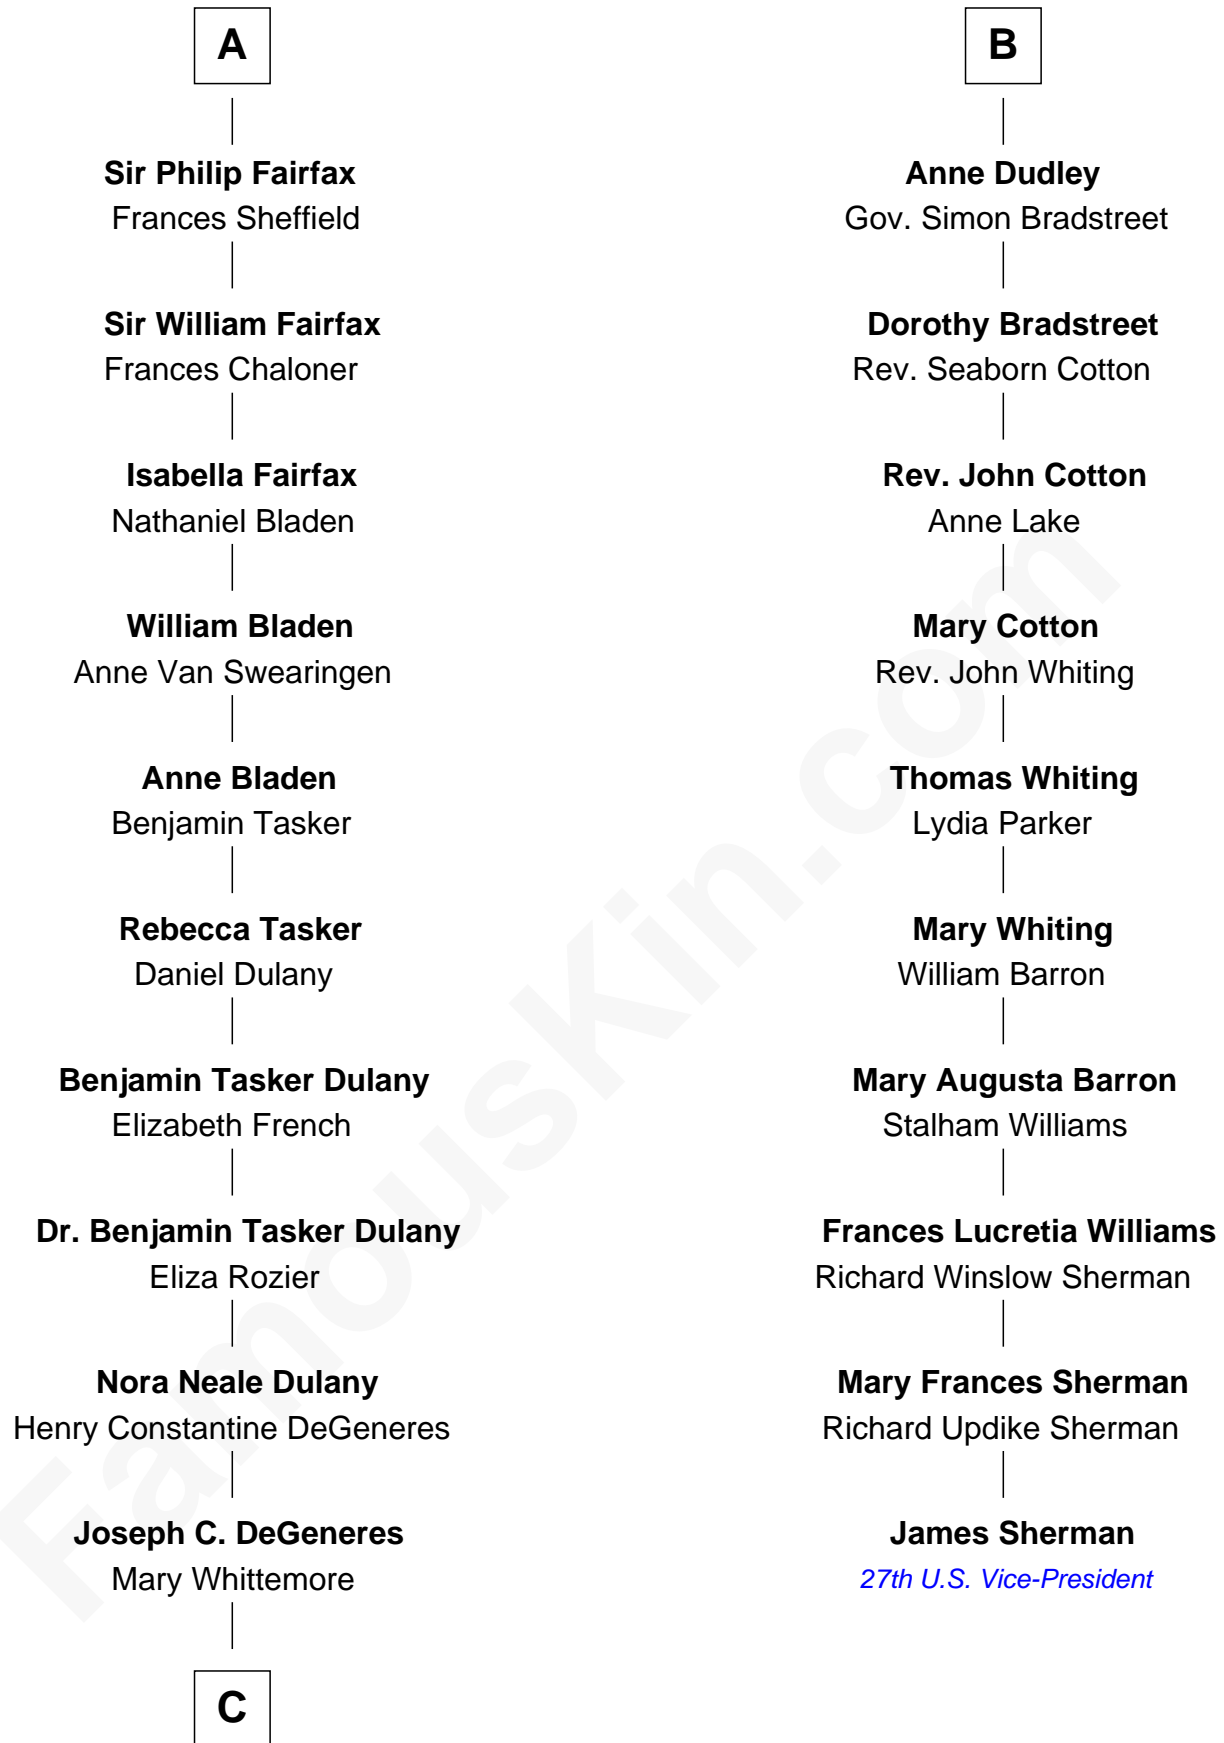 A
Sir Philip Fairfax
Frances Sheffield
Sir William Fairfax
Frances Chaloner
Isabella Fairfax
Nathaniel Bladen
William Bladen
Anne Van Swearingen
Anne Bladen
Benjamin Tasker
Rebecca Tasker
Daniel Dulany
Benjamin Tasker Dulany
Elizabeth French
Dr. Benjamin Tasker Dulany
Eliza Rozier
Nora Neale Dulany
Henry Constantine DeGeneres
Joseph C. DeGeneres
Mary Whittemore
C
B
Anne Dudley
Gov. Simon Bradstreet
Dorothy Bradstreet
Rev. Seaborn Cotton
Rev. John Cotton
Anne Lake
Mary Cotton
Rev. John Whiting
Thomas Whiting
Lydia Parker
Mary Whiting
William Barron
Mary Augusta Barron
Stalham Williams
Frances Lucretia Williams
Richard Winslow Sherman
Mary Frances Sherman
Richard Updike Sherman
James Sherman
27th U.S. Vice-President
FamousKin.com